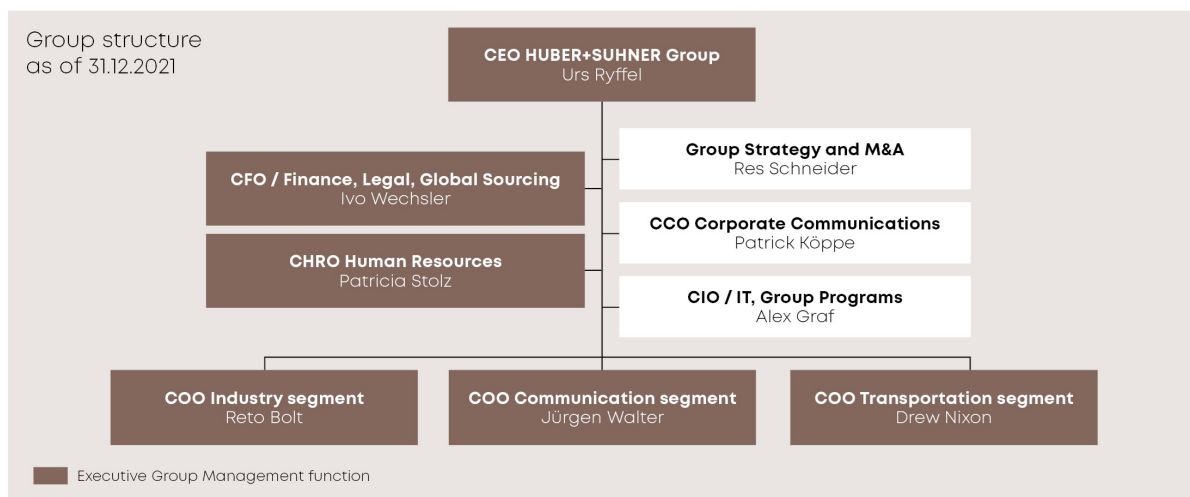 Group structure
as of 31.12.2021
CEO HUBER+SUHNER Group
Urs Ryffel
Group Strategy and M&A
Res Schneider
CFO / Finance, Legal, Global Sourcing
Ivo Wechsler
CCO Corporate Communications
Patrick Köppe
CHRO Human Resources
Patricia Stolz
CIO / IT, Group Programs
Alex Graf
COO Industry segment
Reto Bolt
COO Communication segment
Jürgen Walter
COO Transportation segment
Drew Nixon
Executive Group Management function